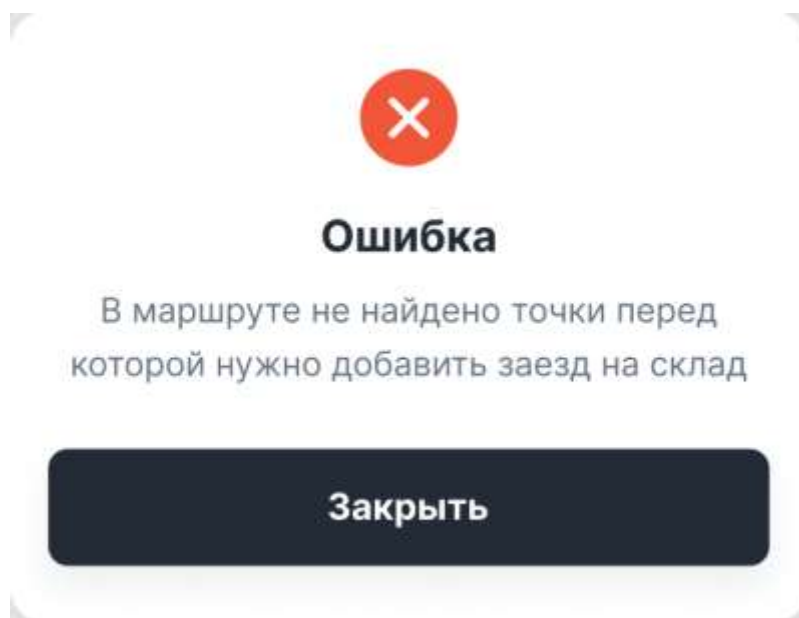 Ошибка
В маршруте не найдено точки перед
которой нужно добавить заезд на склад
Закрыть